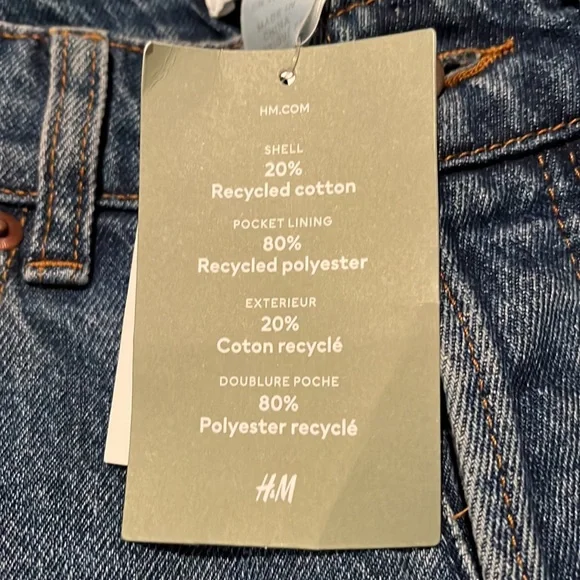 HM.COM
SHELL
20%
Recycled cotton
POCKET LINING
80%
Recycled polyester
EXTERIEUR
20%
Coton recyclé
DOUBLURE POCHE
80%
Polyester recyclé
H&M